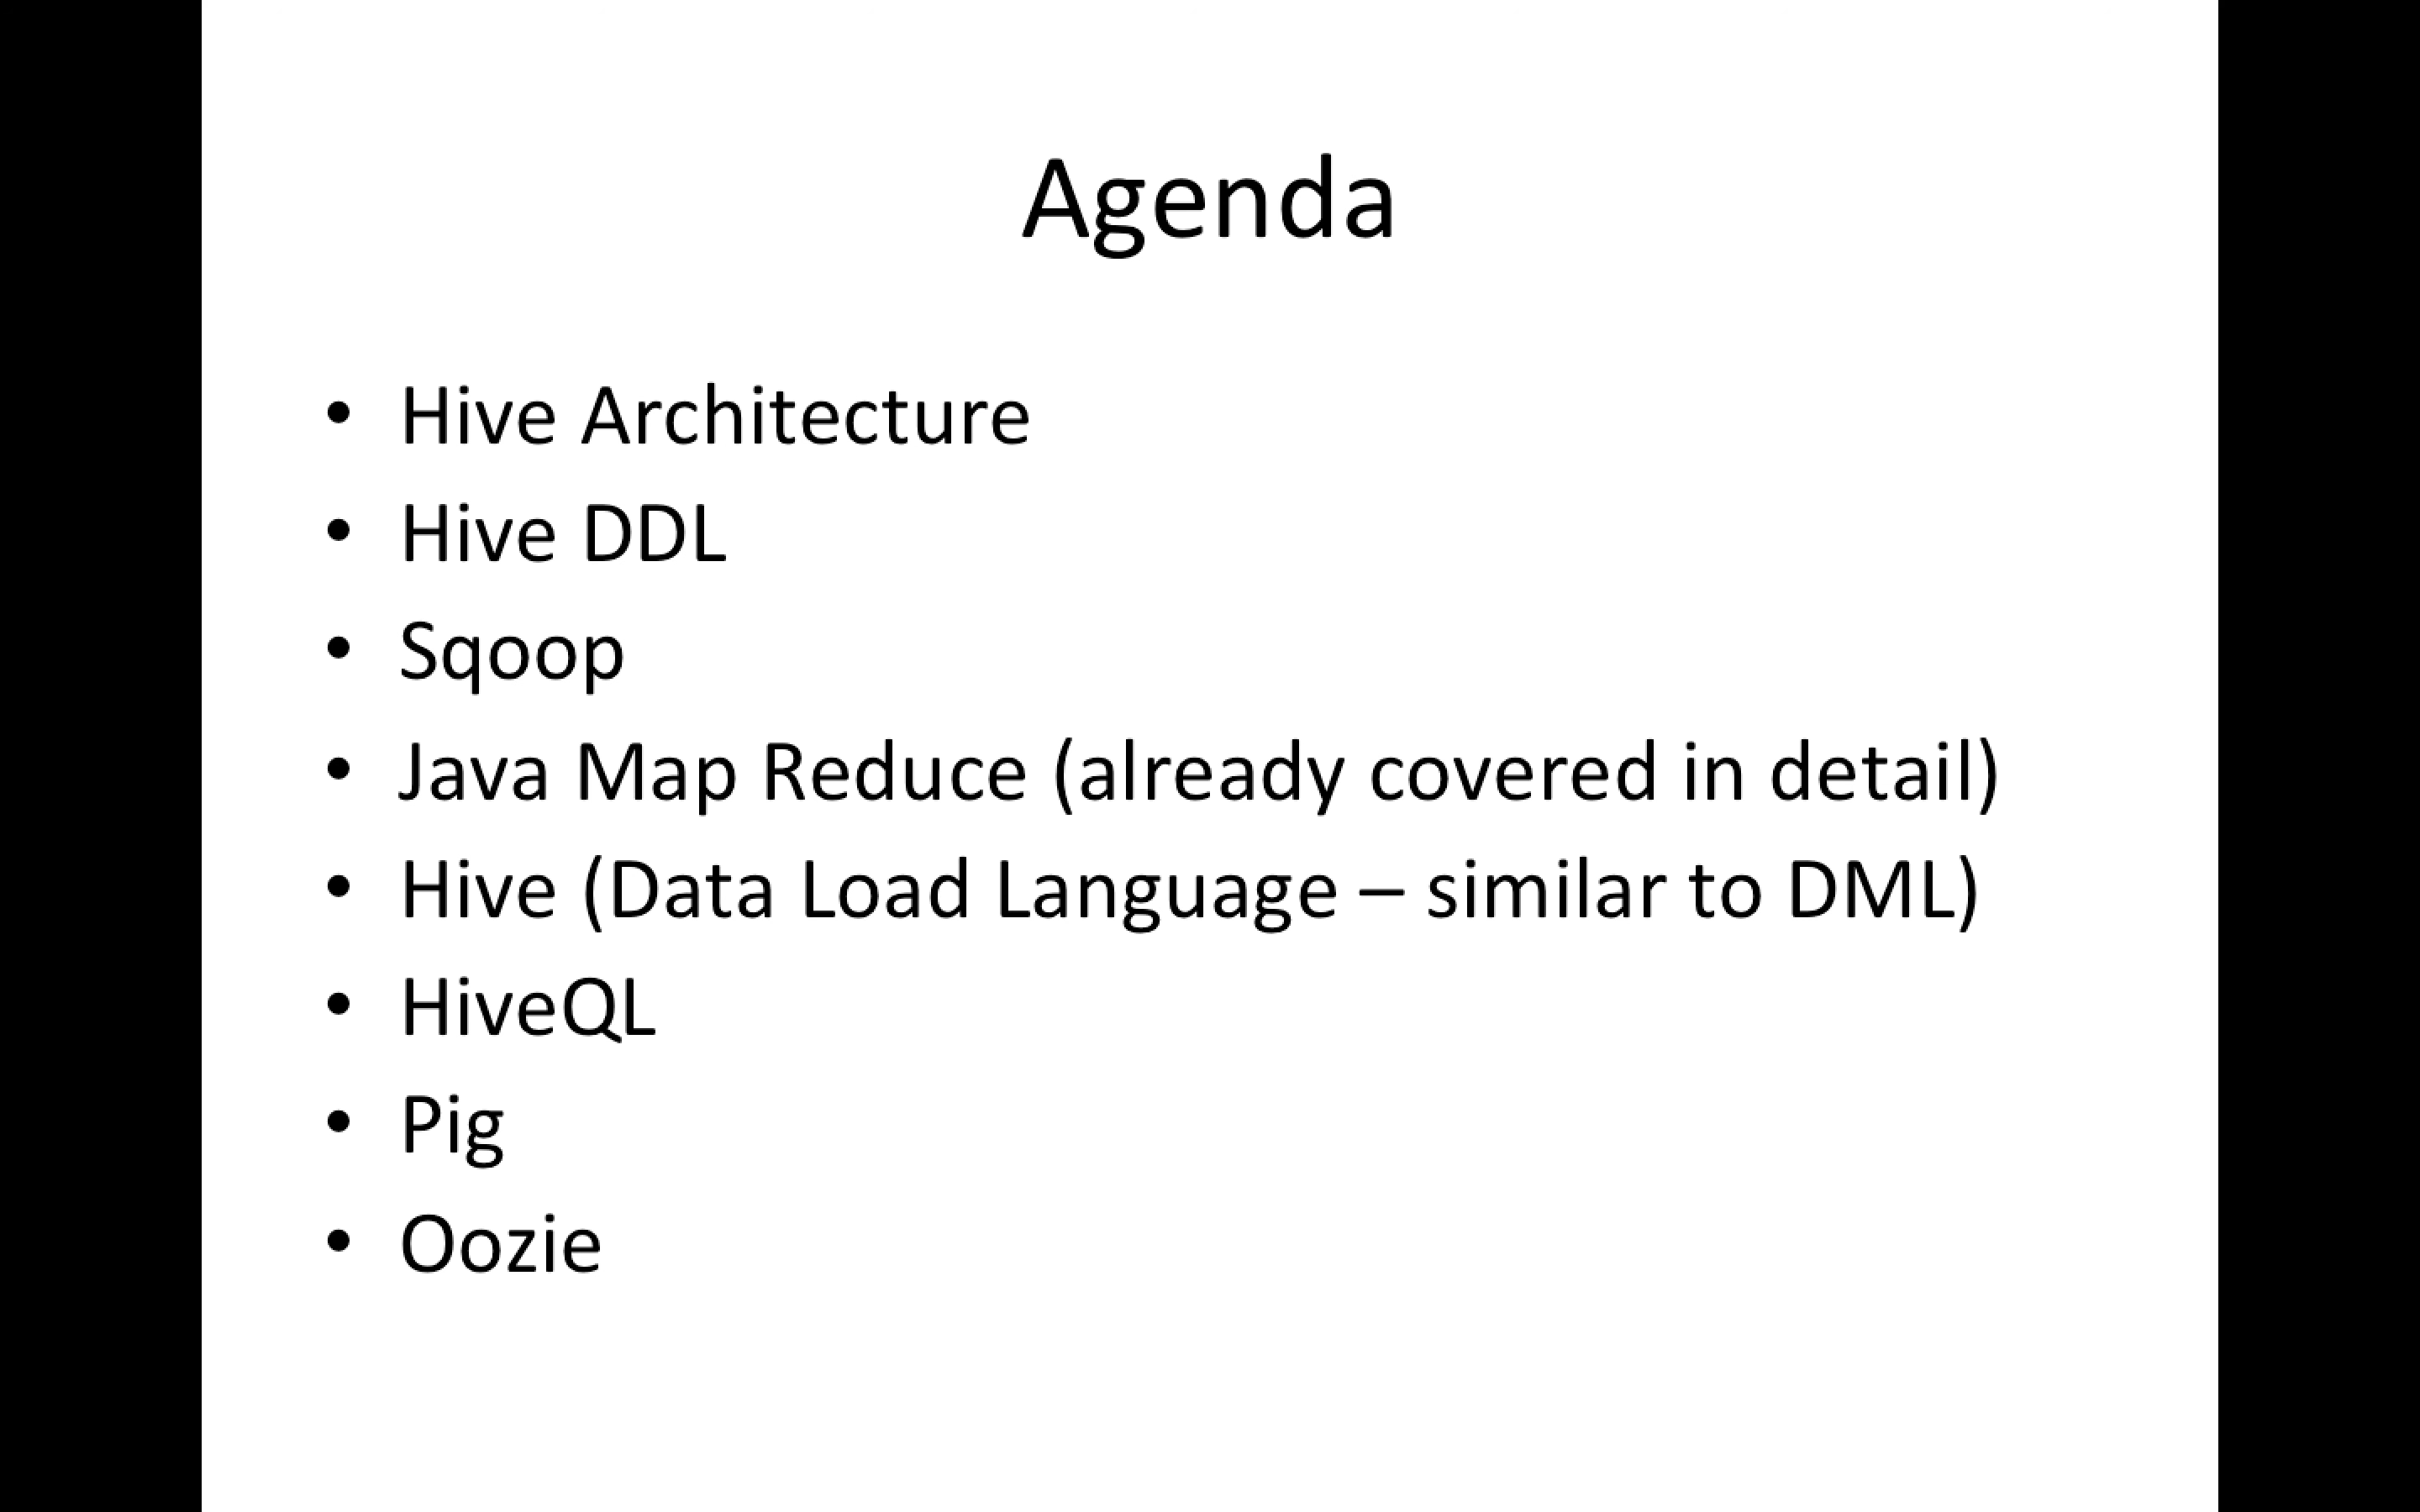 Agenda
• Hive Architecture
• Hive DDL
• Sqoop
• Java Map Reduce (already covered in detail)
• Hive (Data Load Language – similar to DML)
• HiveQL
• Pig
• Oozie